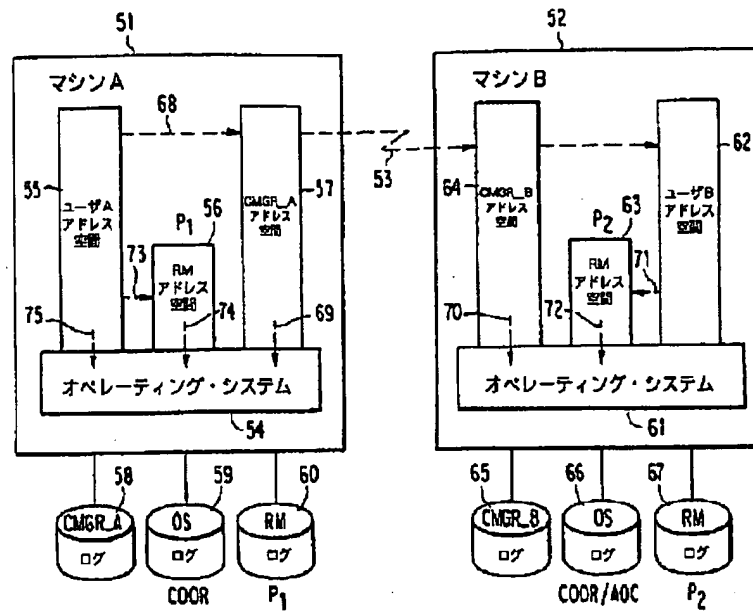 51
52
マシンA
マシンB
68
53
55
57
64
62
ユーザA
アドレス
空間
P1
56
CMGR_A
アドレス
空間
CMGR_B
アドレス
空間
P2
63
ユーザB
アドレス
空間
73
RM
アドレス
空間
RM
アドレス
空間
71
75
74
69
70
72
オペレーティング・システム
オペレーティング・システム
54
61
58
59
60
65
66
67
CMGR_A
ログ
OS
ログ
RM
ログ
CMGR_B
ログ
OS
ログ
RM
ログ
COOR
P1
COOR/AOC
P2